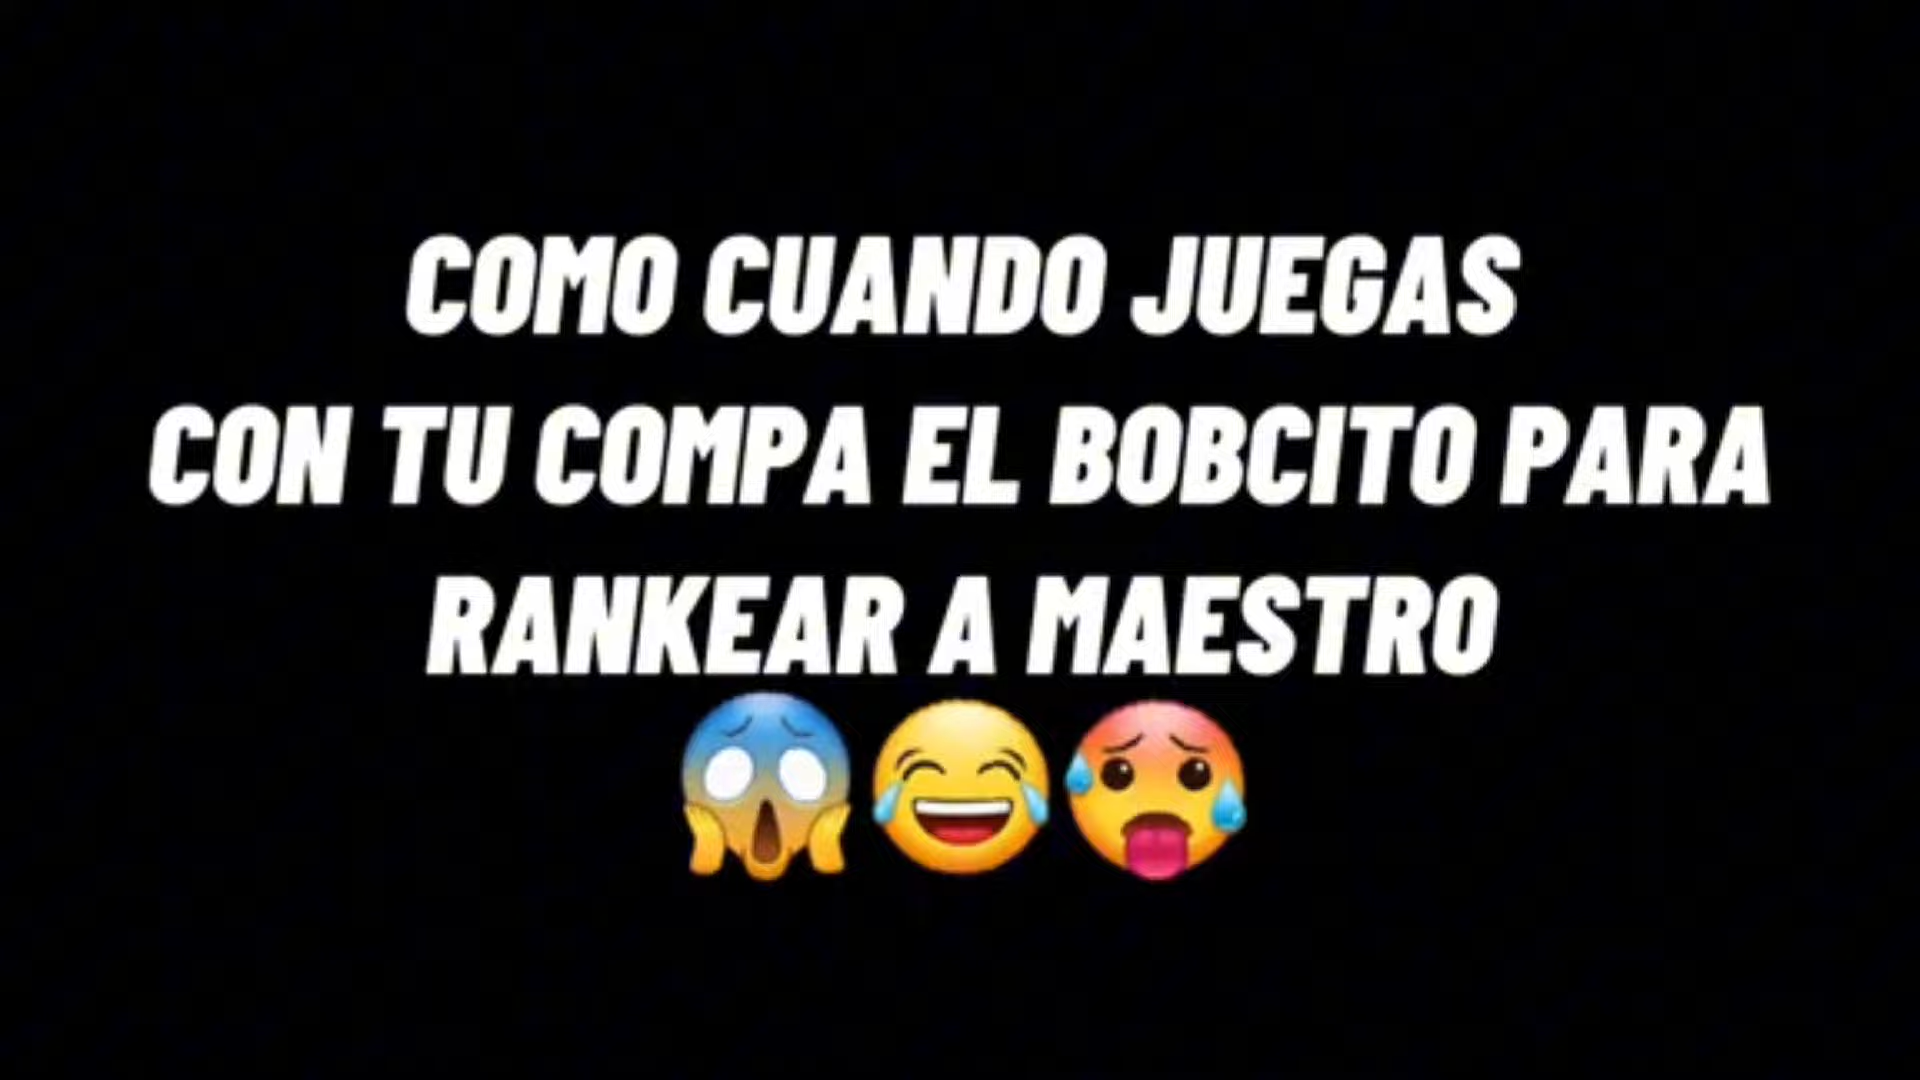 COMO CUANDO JUEGAS
CON TU COMPA EL BOBCITO PARA
RANKEAR A MAESTRO
😱😂🥵